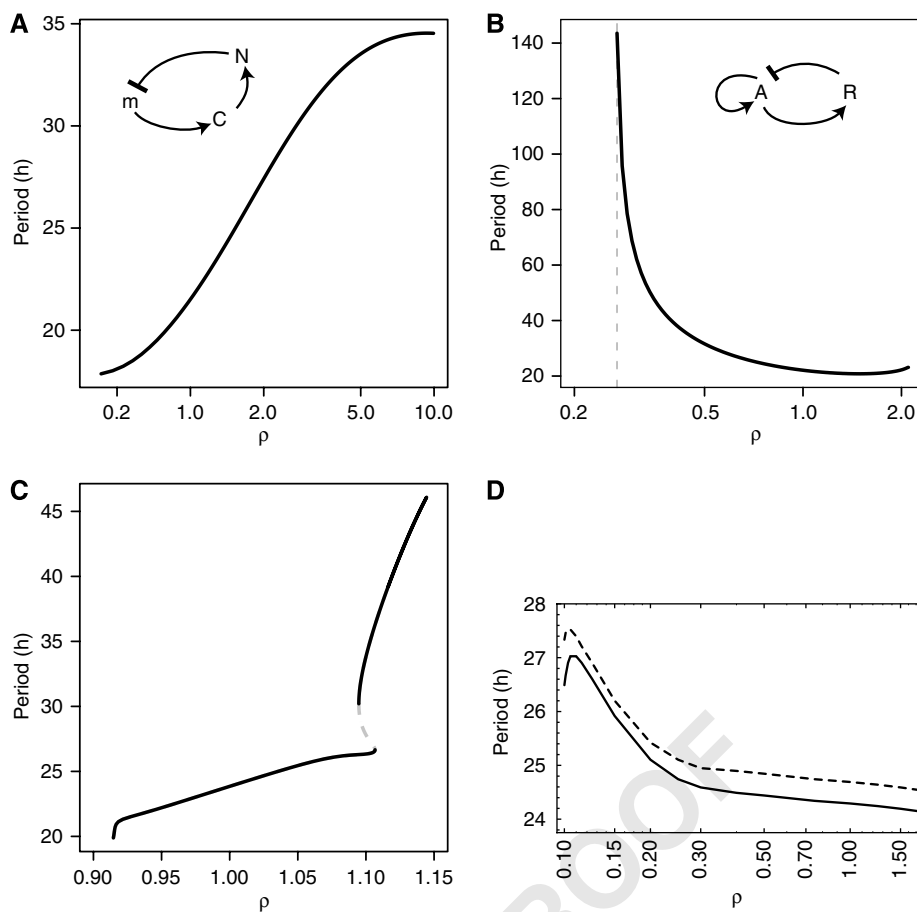 A
35
30
25
20
Period (h)
0.2
1.0
2.0
5.0
10.0
ρ
m
N
C
B
140
120
100
80
60
40
20
Period (h)
0.2
0.5
1.0
2.0
ρ
A
R
C
45
40
35
30
25
20
Period (h)
0.90
0.95
1.00
1.05
1.10
1.15
ρ
D
28
27
26
25
24
Period (h)
0.10
0.15
0.20
0.30
0.50
0.70
1.00
1.50
ρ
PROOF